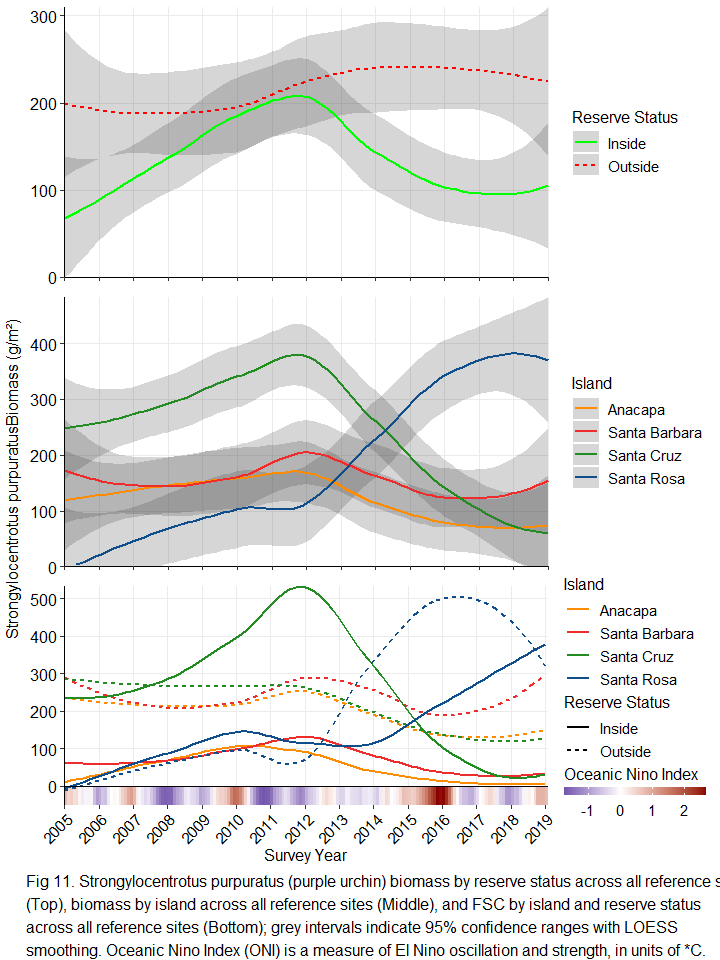 300
200
100
0
Reserve Status
Inside
Outside
Strongylocentrotus purpuratusBiomass (g/m²)
400
300
200
100
0
Island
Anacapa
Santa Barbara
Santa Cruz
Santa Rosa
500
400
300
200
100
0
Island
Anacapa
Santa Barbara
Santa Cruz
Santa Rosa
Reserve Status
Inside
Outside
Oceanic Nino Index
-1 0 1 2
2005 2006 2007 2008 2009 2010 2011 2012 2013 2014 2015 2016 2017 2018 2019
Survey Year
Fig 11. Strongylocentrotus purpuratus (purple urchin) biomass by reserve status across all reference s
(Top), biomass by island across all reference sites (Middle), and FSC by island and reserve status
across all reference sites (Bottom); grey intervals indicate 95% confidence ranges with LOESS
smoothing. Oceanic Nino Index (ONI) is a measure of El Nino oscillation and strength, in units of *C.